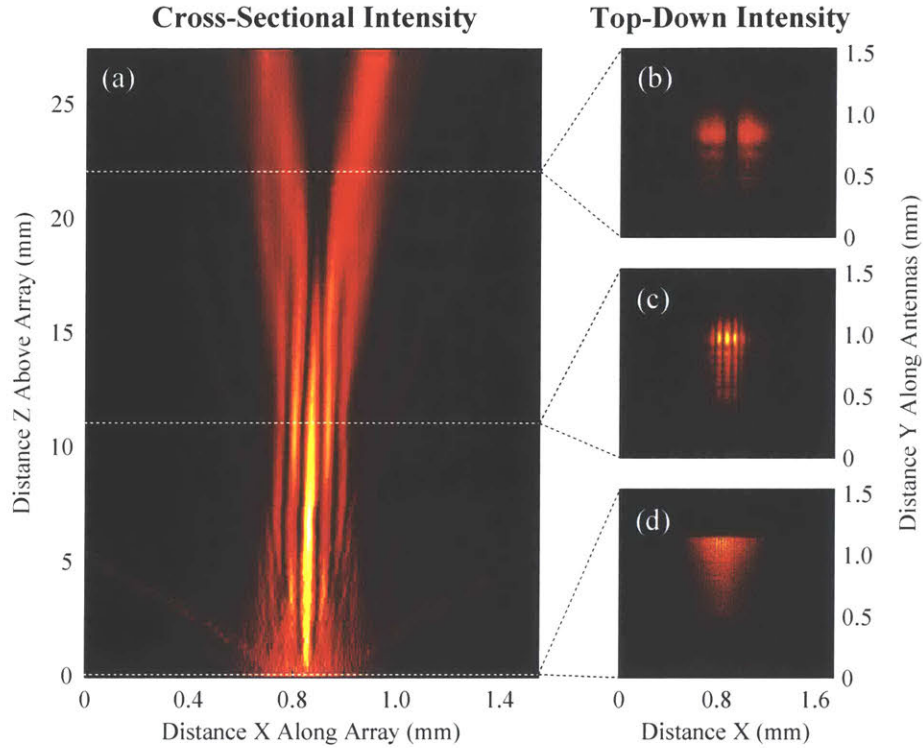 Cross-Sectional Intensity
Top-Down Intensity
(a)
25
20
15
10
5
0
Distance Z Above Array (mm)
0
0.8
1.0
1.4
Distance X Along Array (mm)
(b)
1.5
1.0
0.5
0
(c)
1.5
1.0
0.5
0
(d)
1.5
1.0
0.5
0
Distance Y Along Antennas (mm)
0
0.8
1.6
Distance X (mm)